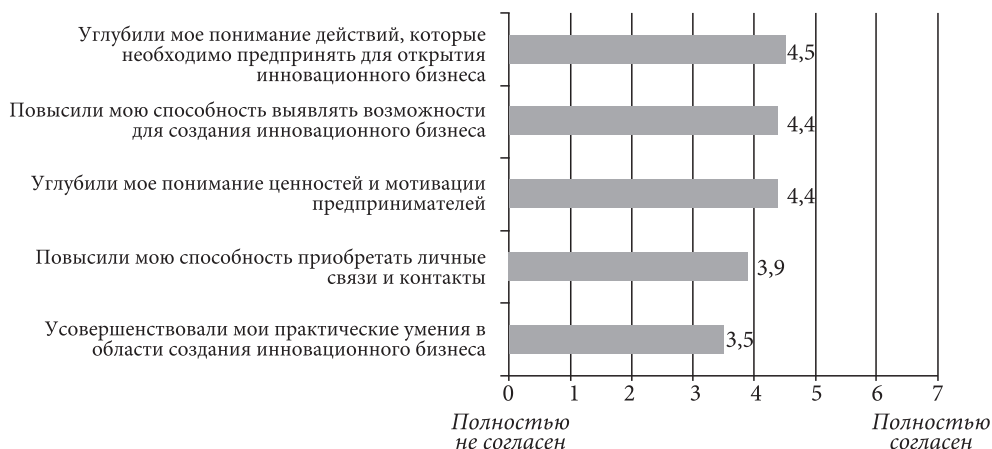 Углубили мое понимание действий, которые
необходимо предпринять для открытия
инновационного бизнеса
4,5
Повысили мою способность выявлять возможности
для создания инновационного бизнеса
4,4
Углубили мое понимание ценностей и мотивации
предпринимателей
4,4
Повысили мою способность приобретать личные
связи и контакты
3,9
Усовершенствовали мои практические умения в
области создания инновационного бизнеса
3,5
0 1 2 3 4 5 6 7
Полностью
не согласен
Полностью
согласен